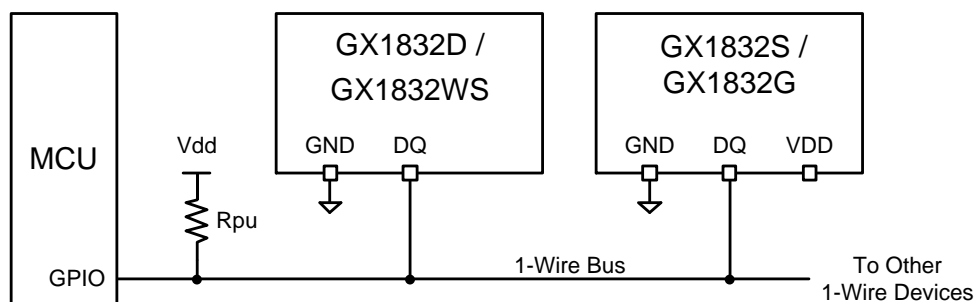 GX1832D /
GX1832WS
GX1832S /
GX1832G
MCU
Vdd
GND DQ
GND DQ VDD
Rpu
GPIO
1-Wire Bus
To Other
1-Wire Devices